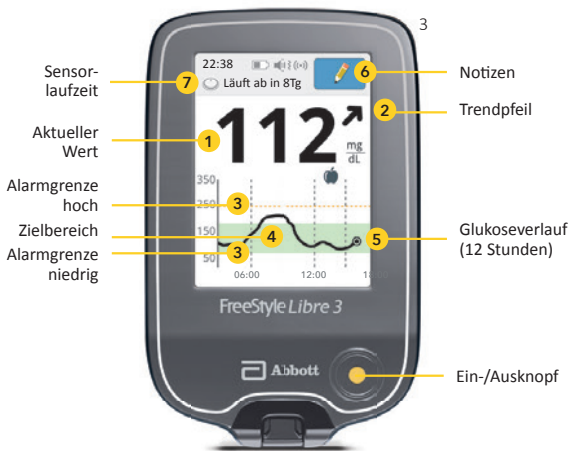 3
22:38
Läuft ab in 8Tg
Sensor-
laufzeit
7
6
Notizen
2
Trendpfeil
Aktueller
Wert
1
112
mg
dL
Alarmgrenze
hoch
350
250
3
Zielbereich
150
4
Alarmgrenze
niedrig
3
50
5
Glukoseverlauf
(12 Stunden)
06:00
12:00
18
FreeStyle Libre 3
Abbott
Ein-/Ausknopf